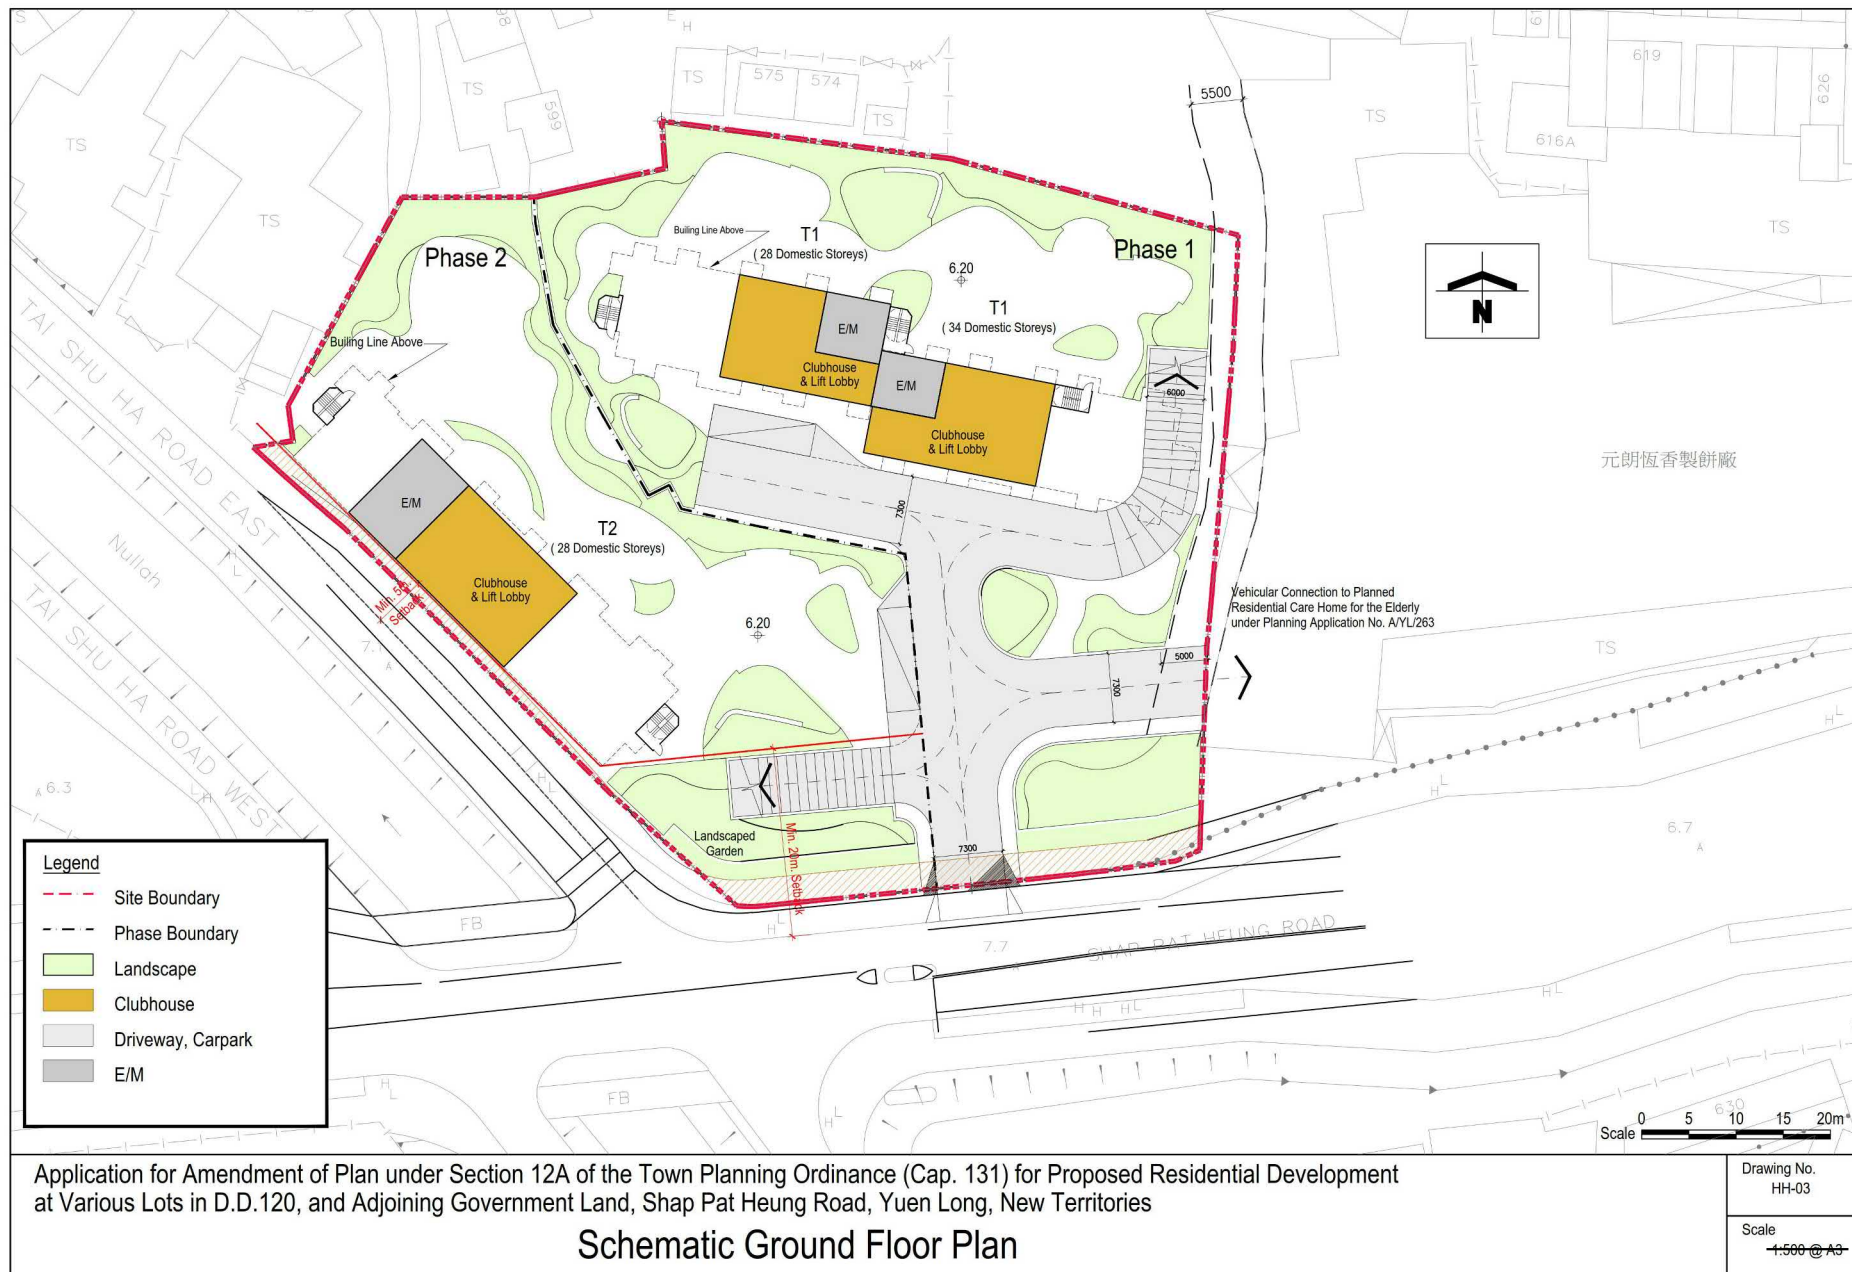 TS
TS
TS
TS
575
574
TS
599
E
H
5500
TS
619
626
616A
TS
Phase 2
Builing Line Above
T1
( 28 Domestic Storeys)
6.20
Phase 1
T1
( 34 Domestic Storeys)
E/M
Clubhouse
& Lift Lobby
E/M
Clubhouse
& Lift Lobby
6000
N
Builing Line Above
TAI SHU HA ROAD EAST
Nullah
TAI SHU HA ROAD WEST
元朗恆香製餅廠
E/M
Clubhouse
& Lift Lobby
T2
( 28 Domestic Storeys)
7300
6.20
Setback
Vehicular Connection to Planned
Residential Care Home for the Elderly
under Planning Application No. A/YL/263
5000
7300
TS
6.3
6.7
Landscaped
Garden
Min. 20m. Setback
7300
FB
7.7
SHAP PAT HEUNG ROAD
FB
630
Legend
Site Boundary
Phase Boundary
Landscape
Clubhouse
Driveway, Carpark
E/M
Scale
0 5 10 15 20m
Application for Amendment of Plan under Section 12A of the Town Planning Ordinance (Cap. 131) for Proposed Residential Development
at Various Lots in D.D.120, and Adjoining Government Land, Shap Pat Heung Road, Yuen Long, New Territories
Schematic Ground Floor Plan
Drawing No.
HH-03
Scale
1:500 @ A3